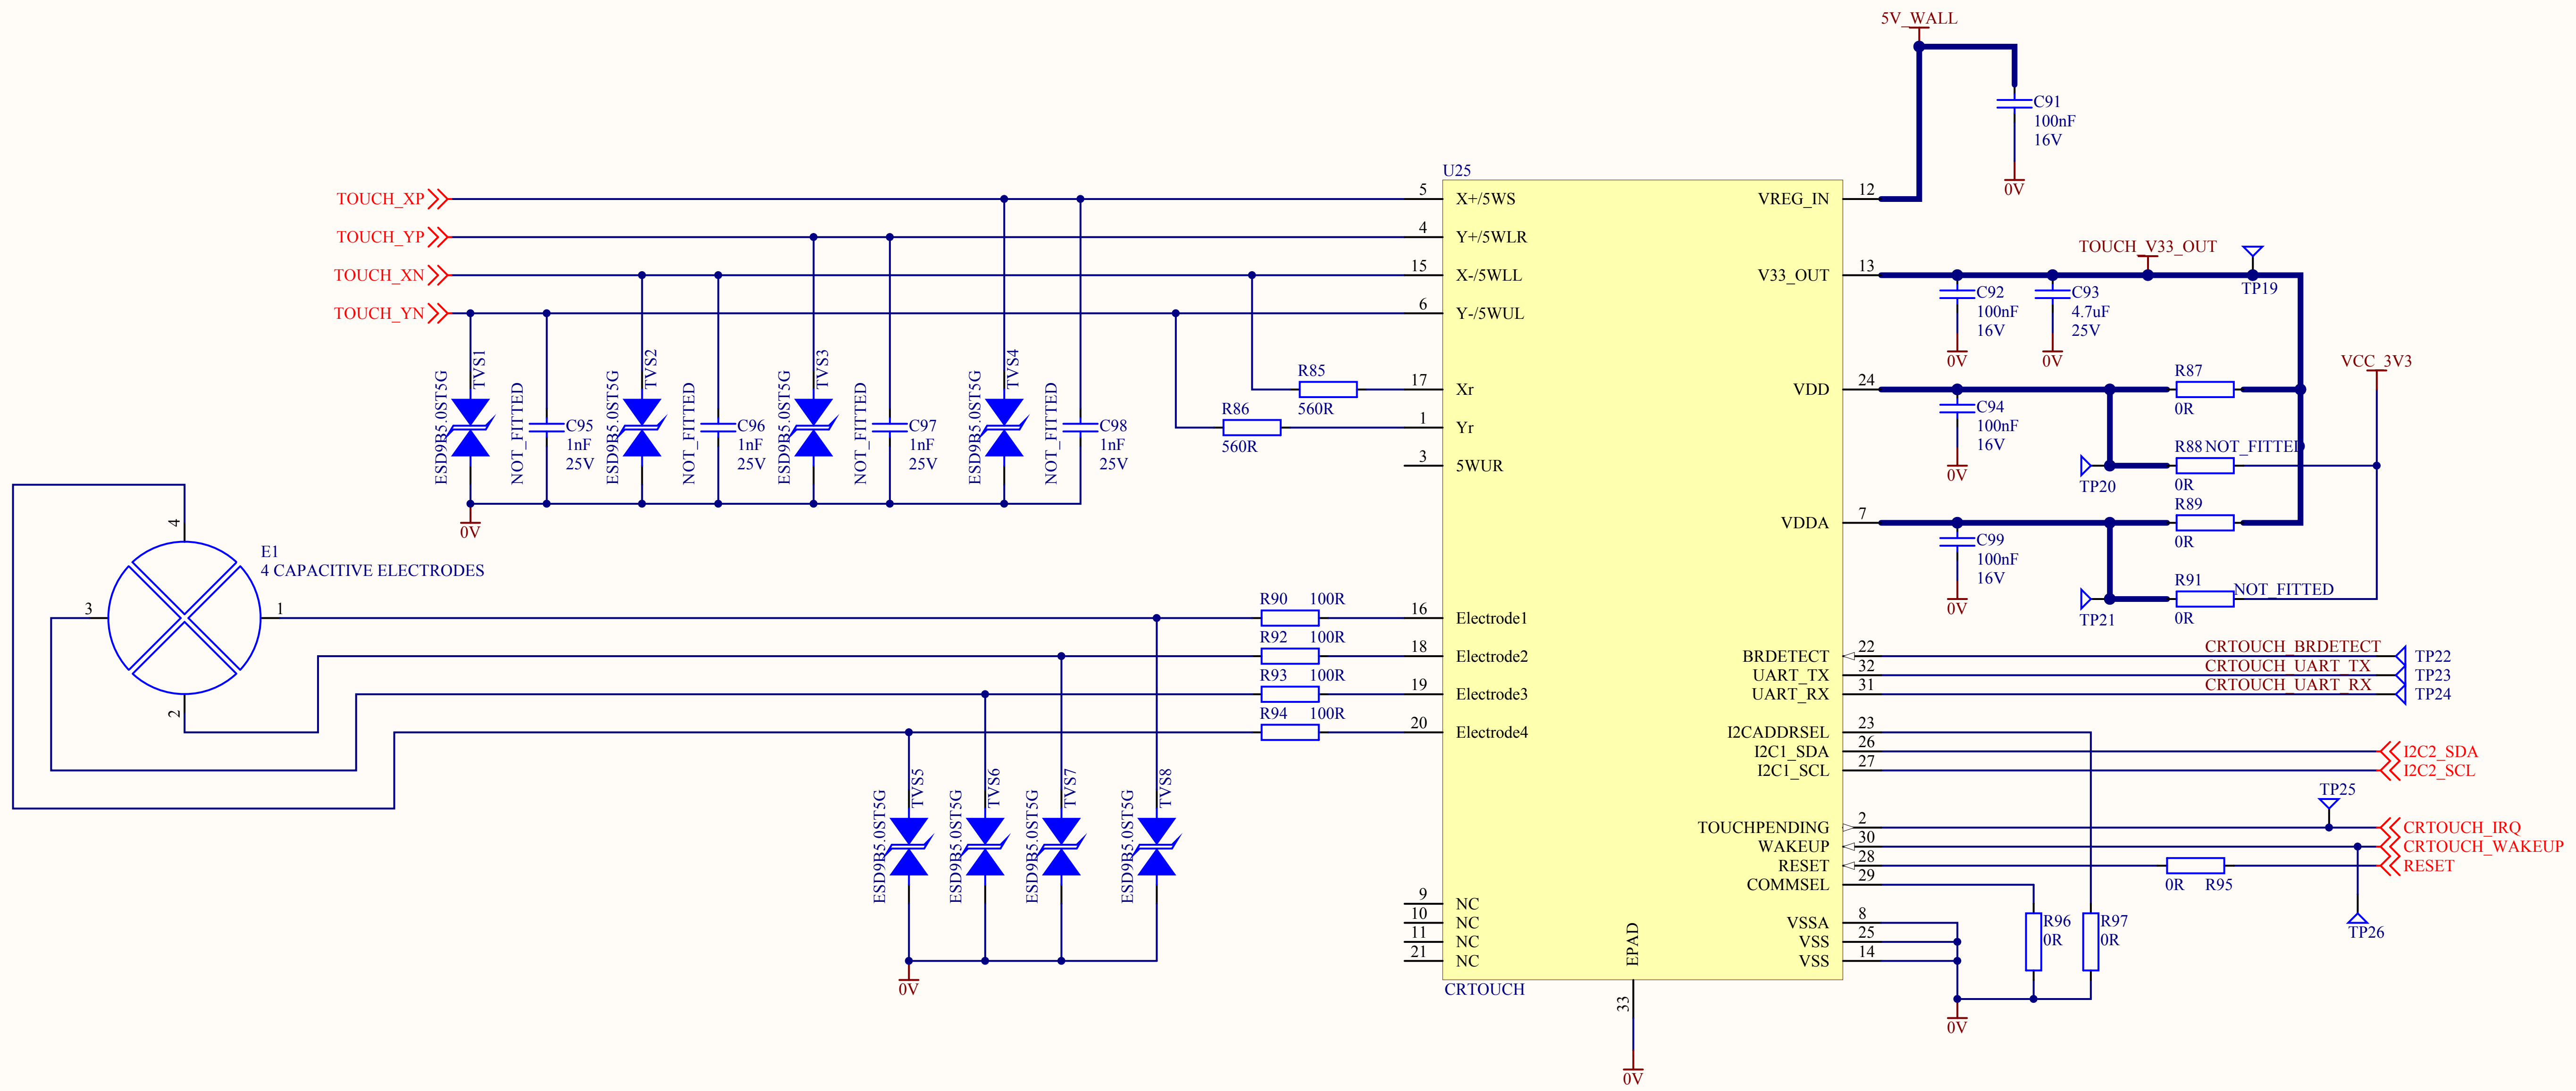 5V_WALL
C91
100nF
16V
0V
U25
TOUCH_XP
5
X+/5WS
VREG_IN
12
TOUCH_YP
4
Y+/5WLR
TOUCH_XN
15
X-/5WLL
V33_OUT
13
TOUCH_V33_OUT
TP19
TOUCH_YN
6
Y-/5WUL
C92
100nF
16V
0V
C93
4.7uF
25V
0V
ESD9B5.0ST5G
TVS1
NOT_FITTED
C95
1nF
25V
ESD9B5.0ST5G
TVS2
NOT_FITTED
C96
1nF
25V
ESD9B5.0ST5G
TVS3
NOT_FITTED
C97
1nF
25V
ESD9B5.0ST5G
TVS4
NOT_FITTED
C98
1nF
25V
0V
R85
560R
17
Xr
R86
560R
1
Yr
3
5WUR
VDD
24
C94
100nF
16V
0V
R87
0R
VCC_3V3
R88 NOT_FITTED
0R
TP20
VDDA
7
C99
100nF
16V
0V
R89
0R
R91
NOT_FITTED
0R
TP21
E1
4 CAPACITIVE ELECTRODES
4
3
1
2
R90 100R
16
Electrode1
R92 100R
18
Electrode2
R93 100R
19
Electrode3
R94 100R
20
Electrode4
ESD9B5.0ST5G
TVS5
ESD9B5.0ST5G
TVS6
ESD9B5.0ST5G
TVS7
ESD9B5.0ST5G
TVS8
0V
BRDETECT
22
CRTOUCH_BRDETECT
TP22
UART_TX
32
CRTOUCH_UART_TX
TP23
UART_RX
31
CRTOUCH_UART_RX
TP24
I2CADDRSEL
23
I2C1_SDA
26
I2C2_SDA
I2C1_SCL
27
I2C2_SCL
TP25
TOUCHPENDING
2
CRTOUCH_IRQ
WAKEUP
30
CRTOUCH_WAKEUP
RESET
28
0R R95
RESET
COMMSEL
29
TP26
9
NC
10
NC
11
NC
21
NC
VSSA
8
VSS
25
VSS
14
R96
0R
R97
0R
0V
EPAD
33
0V
CRTOUCH